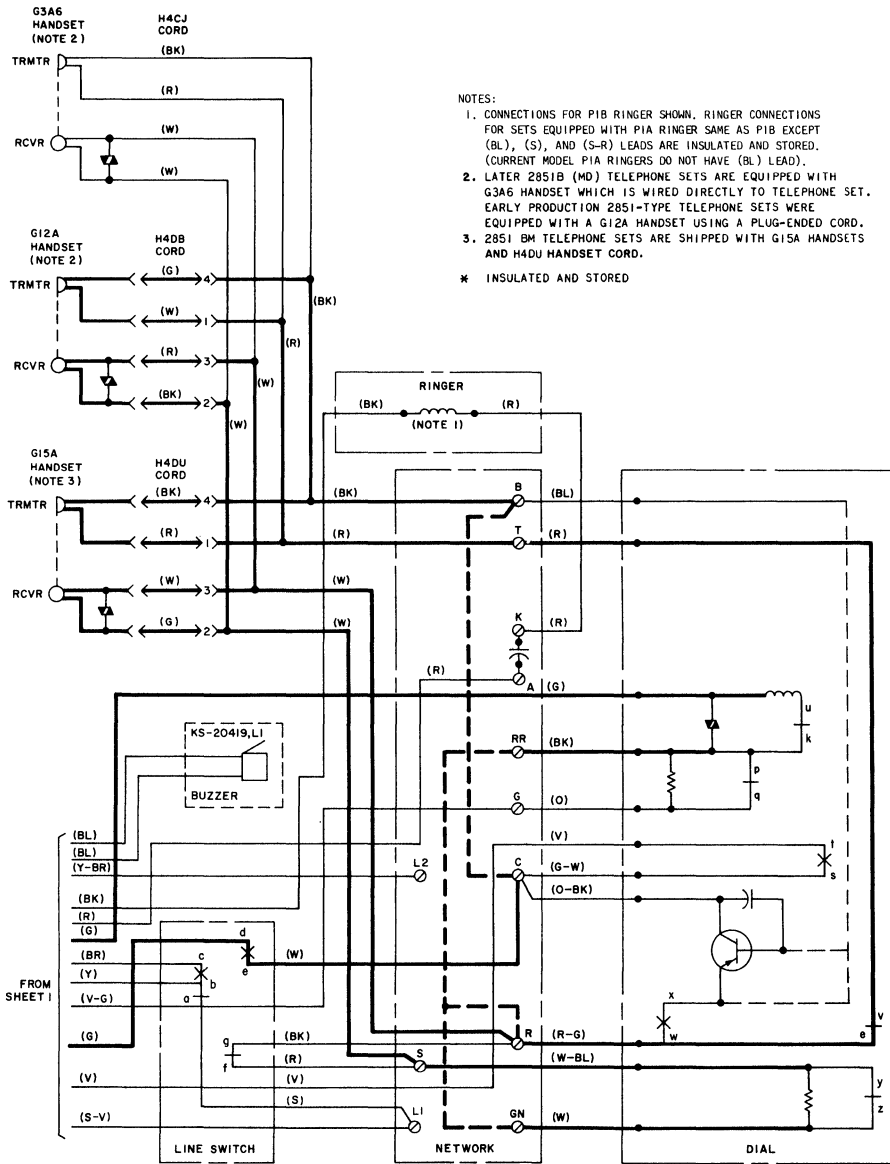 G3A6
HANDSET
(NOTE 2)
H4CJ
CORD
TRMTR
(BK)
(R)
RCVR
(W)
(W)
NOTES:
1. CONNECTIONS FOR P1B RINGER SHOWN. RINGER CONNECTIONS
FOR SETS EQUIPPED WITH P1A RINGER SAME AS P1B EXCEPT
(BL), (S), AND (S-R) LEADS ARE INSULATED AND STORED.
(CURRENT MODEL P1A RINGERS DO NOT HAVE (BL) LEAD).
2. LATER 2851B (MD) TELEPHONE SETS ARE EQUIPPED WITH
G3A6 HANDSET WHICH IS WIRED DIRECTLY TO TELEPHONE SET.
EARLY PRODUCTION 2851-TYPE TELEPHONE SETS WERE
EQUIPPED WITH A G12A HANDSET USING A PLUG-ENDED CORD.
3. 2851 BM TELEPHONE SETS ARE SHIPPED WITH G15A HANDSETS
AND H4DU HANDSET CORD.
* INSULATED AND STORED
G12A
HANDSET
(NOTE 2)
H4DB
CORD
TRMTR
(G)
4
(W)
1
RCVR
(R)
3
(BK)
2
(BK)
(R)
(W)
(W)
RINGER
(BK)
(R)
(NOTE 1)
G15A
HANDSET
(NOTE 3)
H4DU
CORD
TRMTR
(BK)
4
(BK)
B
(BL)
(R)
1
(R)
T
(R)
RCVR
(W)
3
(W)
(G)
2
(W)
K
(R)
(R)
A
(G)
u
k
KS-20419,L1
BUZZER
RR
(BK)
p
q
G
(O)
(BL)
(BL)
(Y-BR)
L2
(V)
t
s
C
(G-W)
(O-BK)
(BK)
(R)
(G)
d
e
(W)
(BR)
c
(Y)
b
a
(V-G)
FROM
SHEET 1
(G)
x
w
v
e
g
f
(BK)
R
(R-G)
(R)
S
(W-BL)
(V)
(V)
y
z
(S)
(S-V)
L1
GN
(W)
LINE SWITCH
NETWORK
DIAL